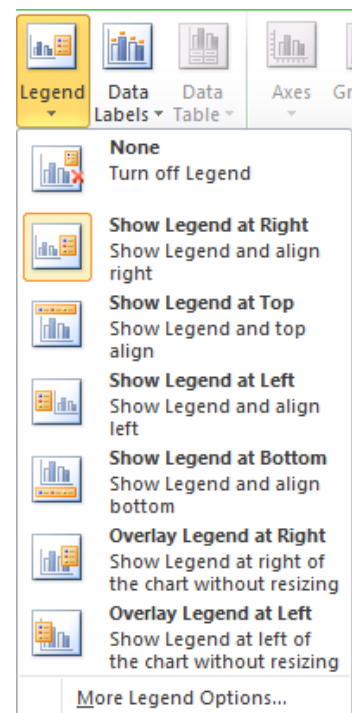 Legend Data Data Axes Gr
Labels Table
None
Turn off Legend
Show Legend at Right
Show Legend and align
right
Show Legend at Top
Show Legend and top
align
Show Legend at Left
Show Legend and align
left
Show Legend at Bottom
Show Legend and align
bottom
Overlay Legend at Right
Show Legend at right of
the chart without resizing
Overlay Legend at Left
Show Legend at left of
the chart without resizing
More Legend Options...